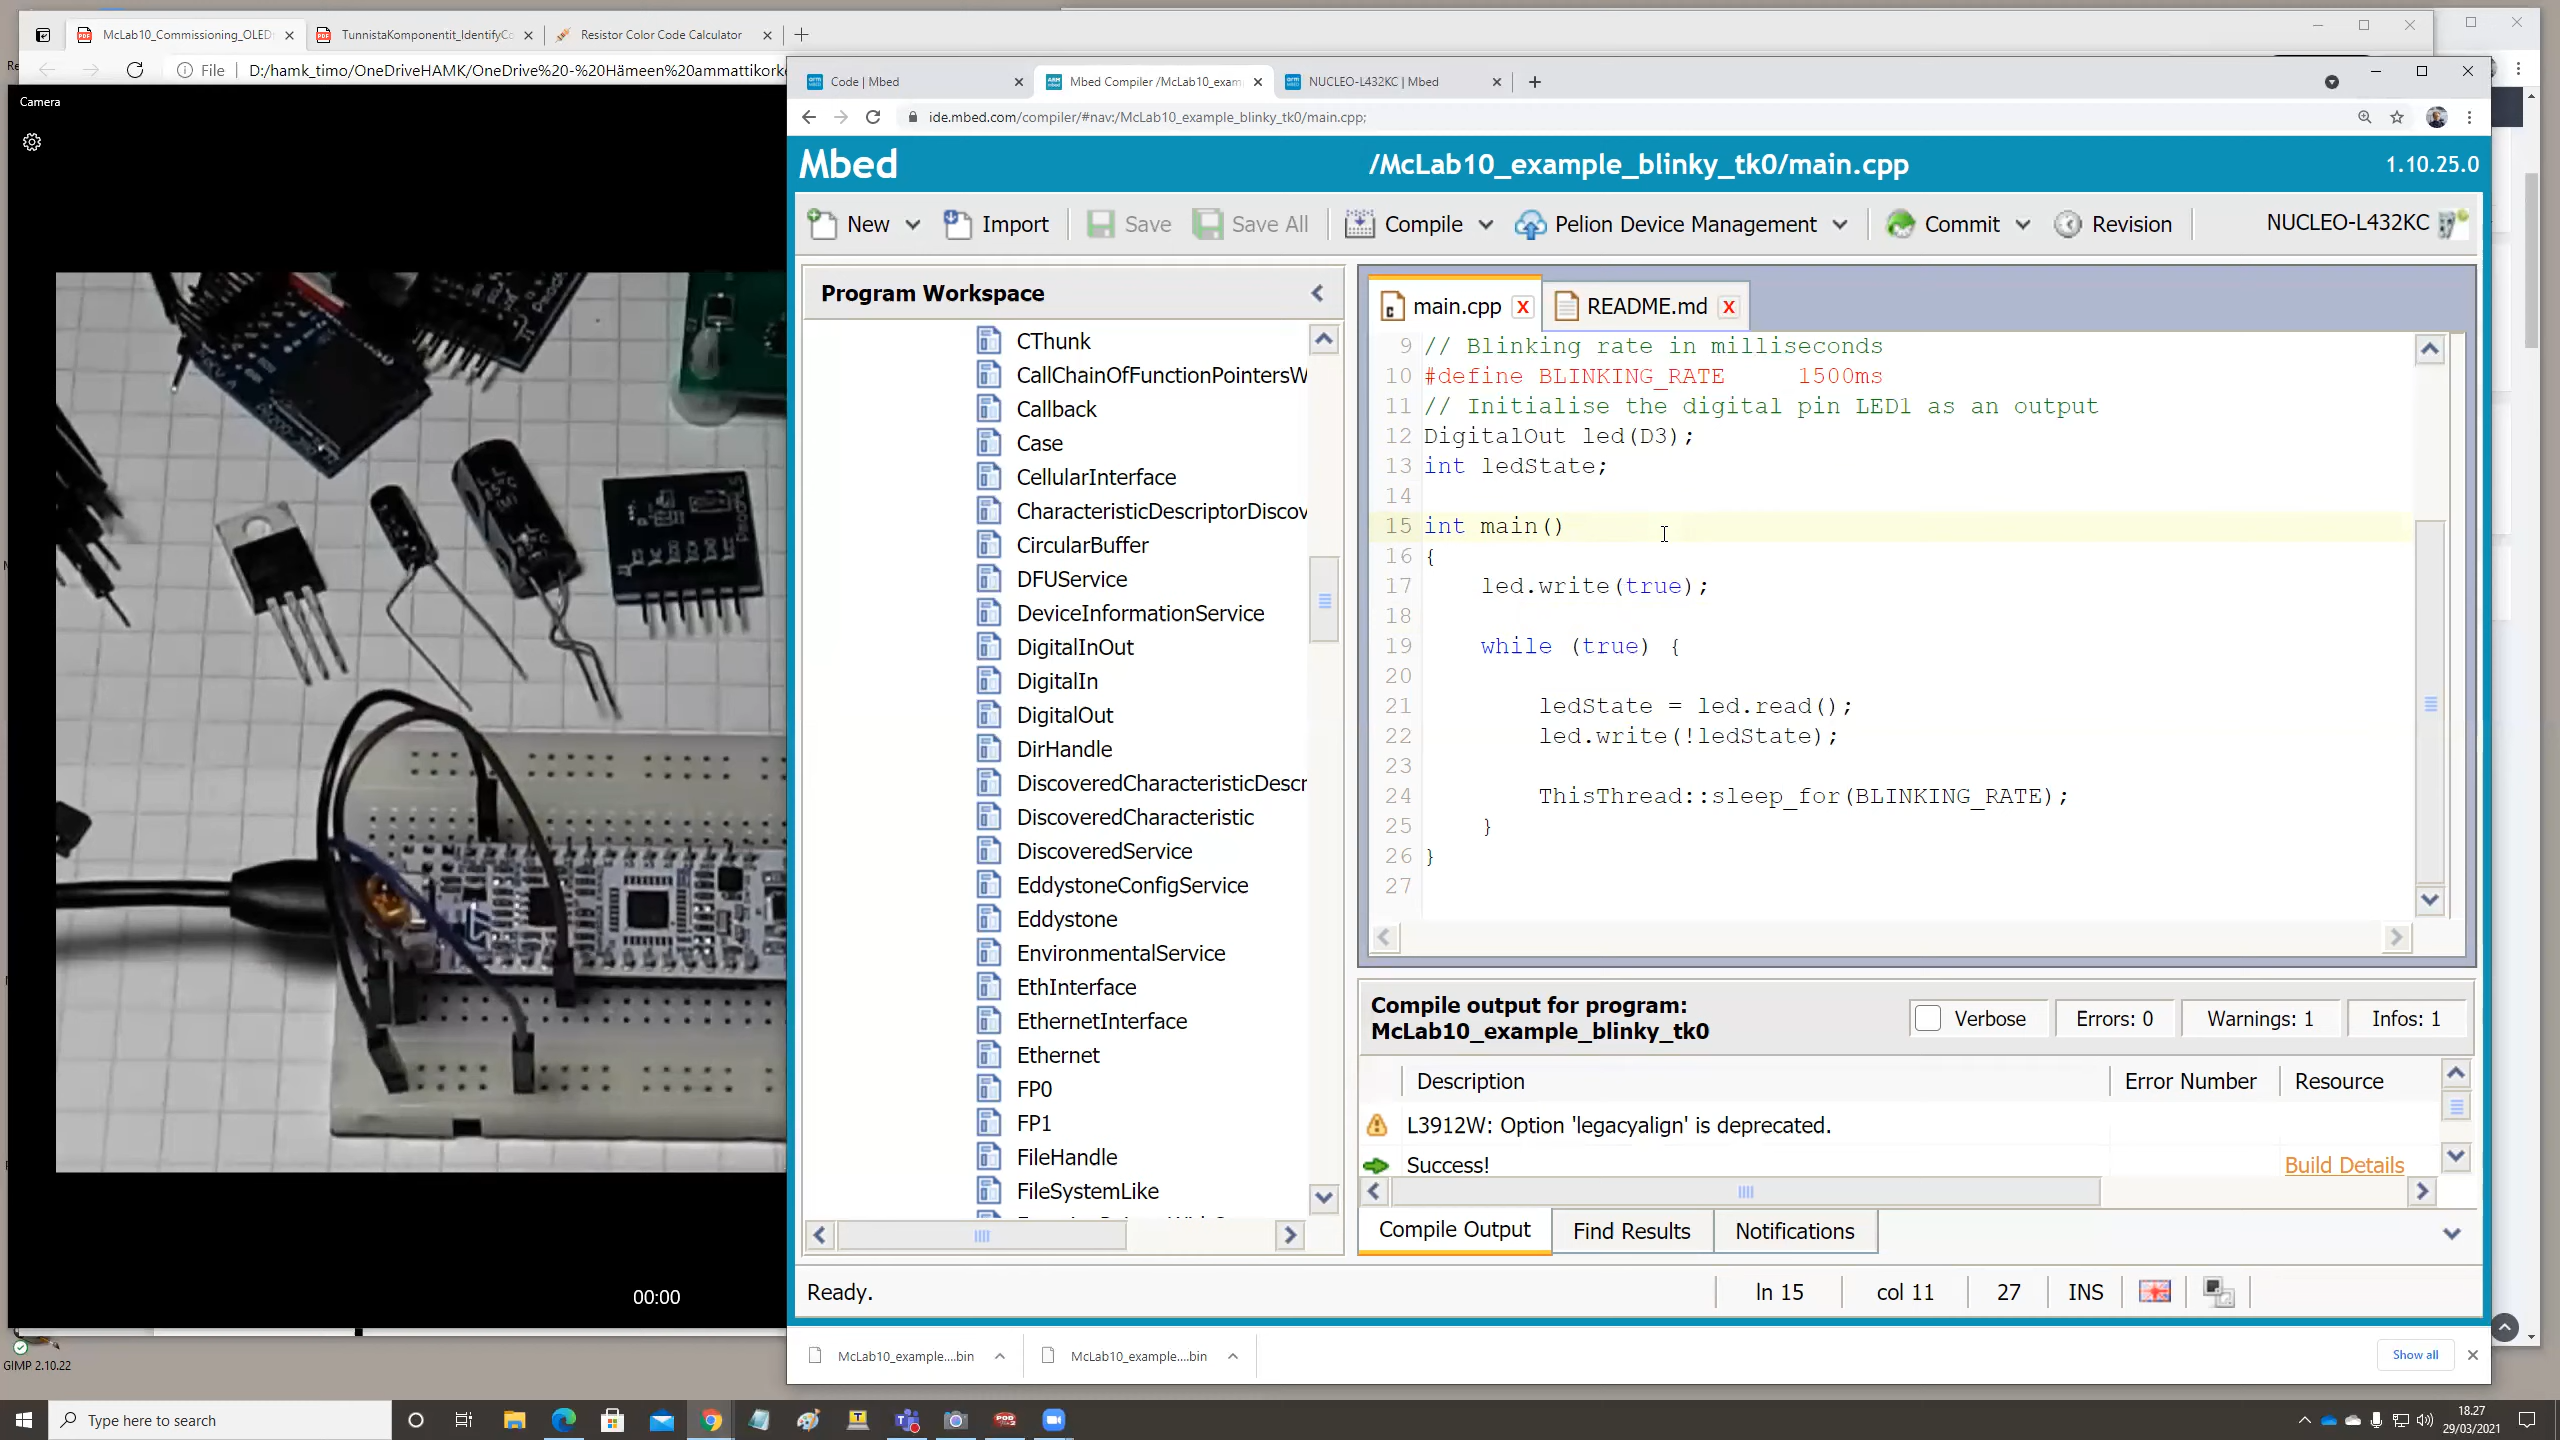 McLab10_Commissioning_OLED
TunnistaKomponentit_IdentifyCo
Resistor Color Code Calculator
File
D:/hamk_timo/OneDriveHAMK/OneDrive%20-%20Hämeen%20ammattikorke
Camera
00:00
GIMP 2.10.22
Code | Mbed
Mbed Compiler /McLab10_exam
NUCLEO-L432KC | Mbed
ide.mbed.com/compiler/#nav:/McLab10_example_blinky_tk0/main.cpp;
Mbed
/McLab10_example_blinky_tk0/main.cpp
1.10.25.0
New
Import
Save
Save All
Compile
Pelion Device Management
Commit
Revision
NUCLEO-L432KC
Program Workspace
CThunk
CallChainOfFunctionPointersW
Callback
Case
CellularInterface
CharacteristicDescriptorDiscov
CircularBuffer
DFUService
DeviceInformationService
DigitalInOut
DigitalIn
DigitalOut
DirHandle
DiscoveredCharacteristicDescr
DiscoveredCharacteristic
DiscoveredService
EddystoneConfigService
Eddystone
EnvironmentalService
EthInterface
EthernetInterface
Ethernet
FP0
FP1
FileHandle
FileSystemLike
main.cpp
README.md
9 // Blinking rate in milliseconds
10 #define BLINKING_RATE 1500ms
11 // Initialise the digital pin LED1 as an output
12 DigitalOut led(D3);
13 int ledState;
14
15 int main()
16 {
17 led.write(true);
18
19 while (true) {
20
21 ledState = led.read();
22 led.write(!ledState);
23
24 ThisThread::sleep_for(BLINKING_RATE);
25 }
26 }
27
Compile output for program:
McLab10_example_blinky_tk0
Verbose
Errors: 0
Warnings: 1
Infos: 1
Description
Error Number
Resource
L3912W: Option 'legacyalign' is deprecated.
Success!
Build Details
Compile Output
Find Results
Notifications
Ready.
ln 15
col 11
27
INS
McLab10_example....bin
McLab10_example....bin
Show all
Type here to search
18.27
29/03/2021